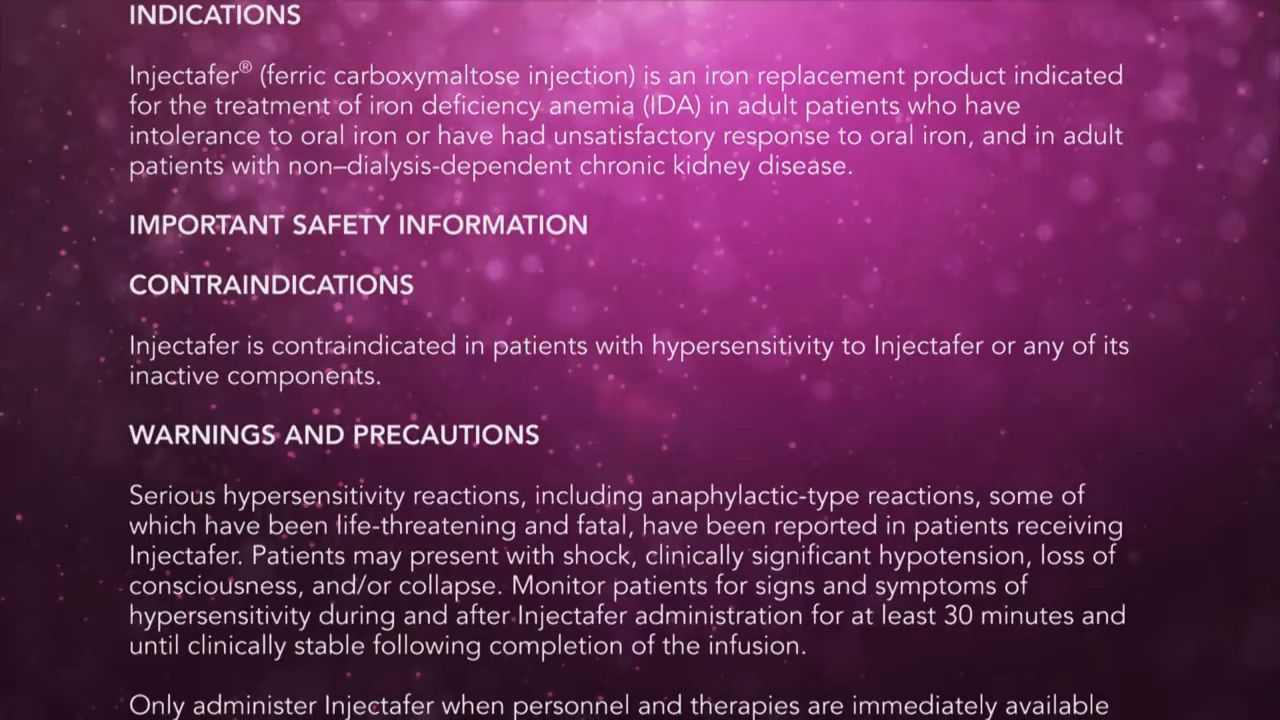 INDICATIONS
Injectafer® (ferric carboxymaltose injection) is an iron replacement product indicated
for the treatment of iron deficiency anemia (IDA) in adult patients who have
intolerance to oral iron or have had unsatisfactory response to oral iron, and in adult
patients with non–dialysis-dependent chronic kidney disease.
IMPORTANT SAFETY INFORMATION
CONTRAINDICATIONS
Injectafer is contraindicated in patients with hypersensitivity to Injectafer or any of its
inactive components.
WARNINGS AND PRECAUTIONS
Serious hypersensitivity reactions, including anaphylactic-type reactions, some of
which have been life-threatening and fatal, have been reported in patients receiving
Injectafer. Patients may present with shock, clinically significant hypotension, loss of
consciousness, and/or collapse. Monitor patients for signs and symptoms of
hypersensitivity during and after Injectafer administration for at least 30 minutes and
until clinically stable following completion of the infusion.
Only administer Injectafer when personnel and therapies are immediately available